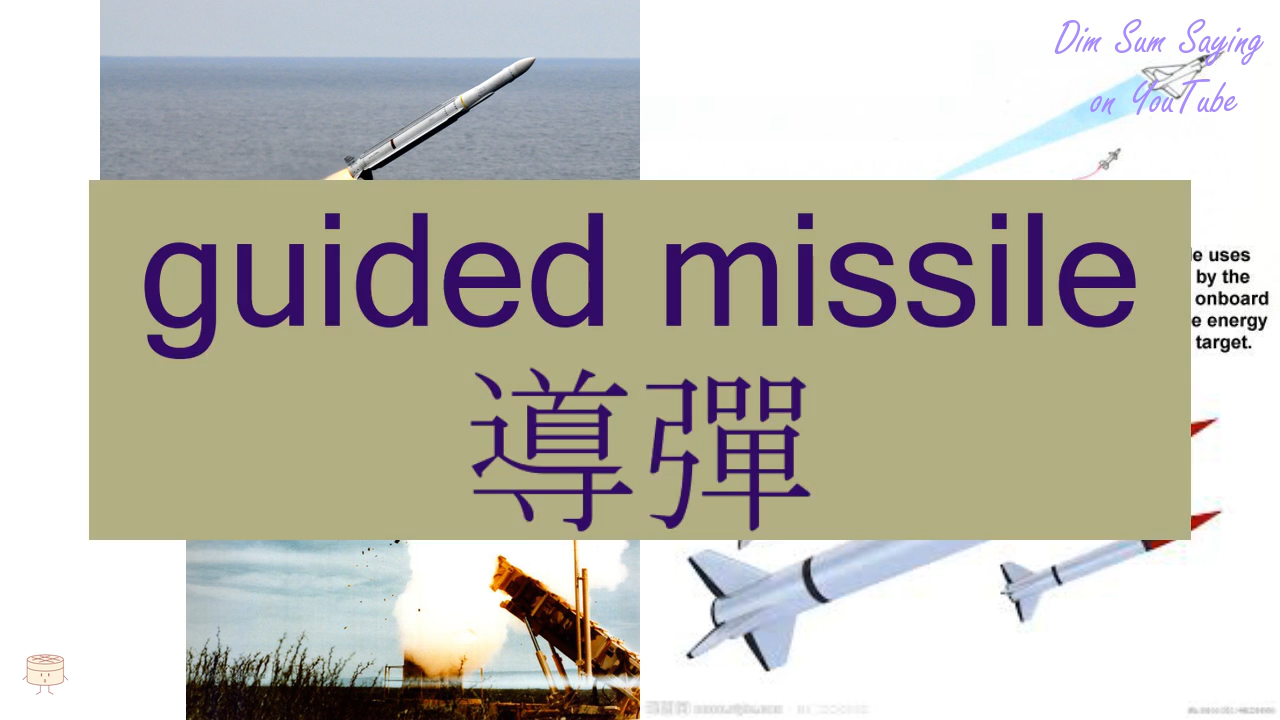 Dim Sum Saying
on YouTube
guided missile
導彈
uses
by the
onboard
energy
target.